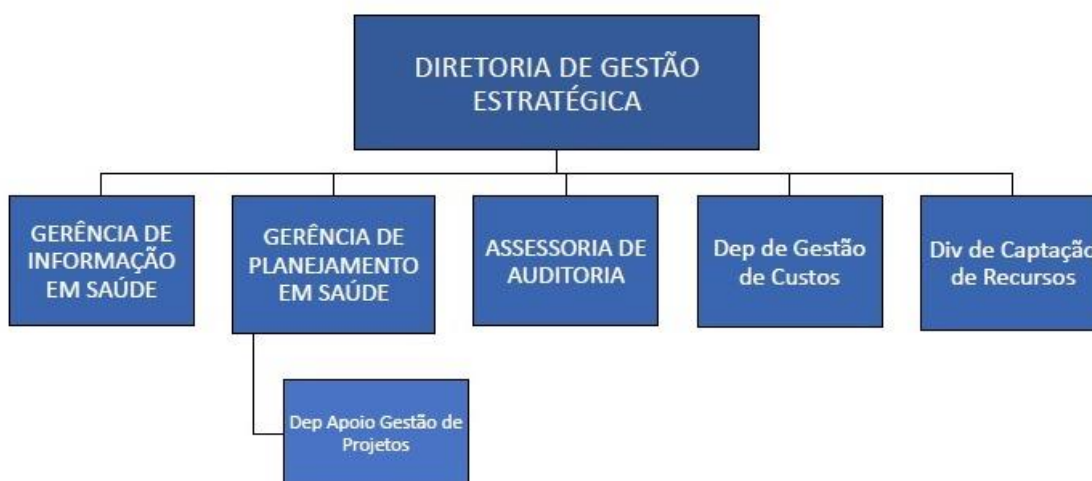 DIRETORIA DE GESTÃO
ESTRATÉGICA
GERÊNCIA DE
INFORMAÇÃO
EM SAÚDE
GERÊNCIA DE
PLANEJAMENTO
EM SAÚDE
ASSESSORIA DE
AUDITORIA
Dep de Gestão
de Custos
Div de Captação
de Recursos
Dep Apoio Gestão de
Projetos